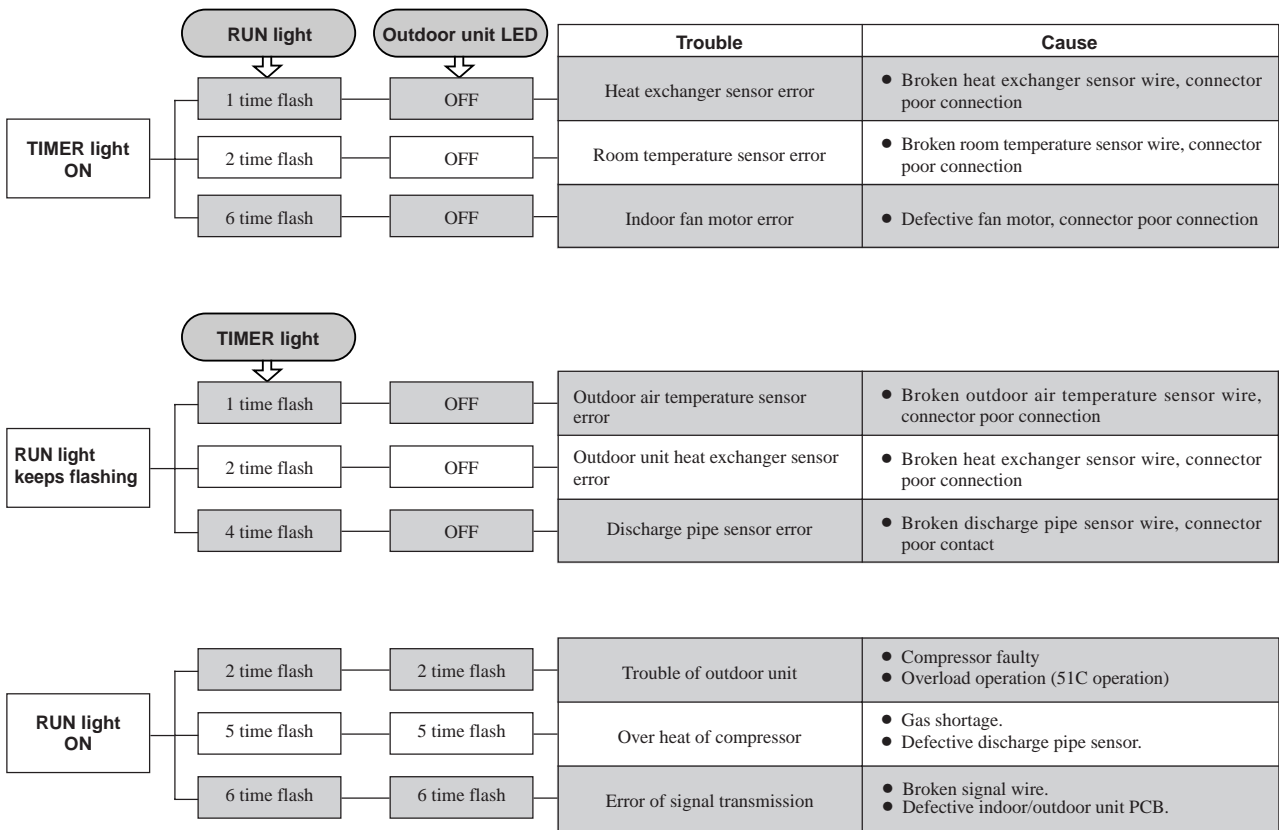 RUN light
Outdoor unit LED
Trouble
Cause
TIMER light
ON
1 time flash
OFF
Heat exchanger sensor error
● Broken heat exchanger sensor wire, connector
poor connection
2 time flash
OFF
Room temperature sensor error
● Broken room temperature sensor wire, connector
poor connection
6 time flash
OFF
Indoor fan motor error
● Defective fan motor, connector poor connection
TIMER light
RUN light
keeps flashing
1 time flash
OFF
Outdoor air temperature sensor
error
● Broken outdoor air temperature sensor wire,
connector poor connection
2 time flash
OFF
Outdoor unit heat exchanger sensor
error
● Broken heat exchanger sensor wire, connector
poor connection
4 time flash
OFF
Discharge pipe sensor error
● Broken discharge pipe sensor wire, connector
poor contact
RUN light
ON
2 time flash
2 time flash
Trouble of outdoor unit
● Compressor faulty
● Overload operation (51C operation)
5 time flash
5 time flash
Over heat of compressor
● Gas shortage.
● Defective discharge pipe sensor.
6 time flash
6 time flash
Error of signal transmission
● Broken signal wire.
● Defective indoor/outdoor unit PCB.